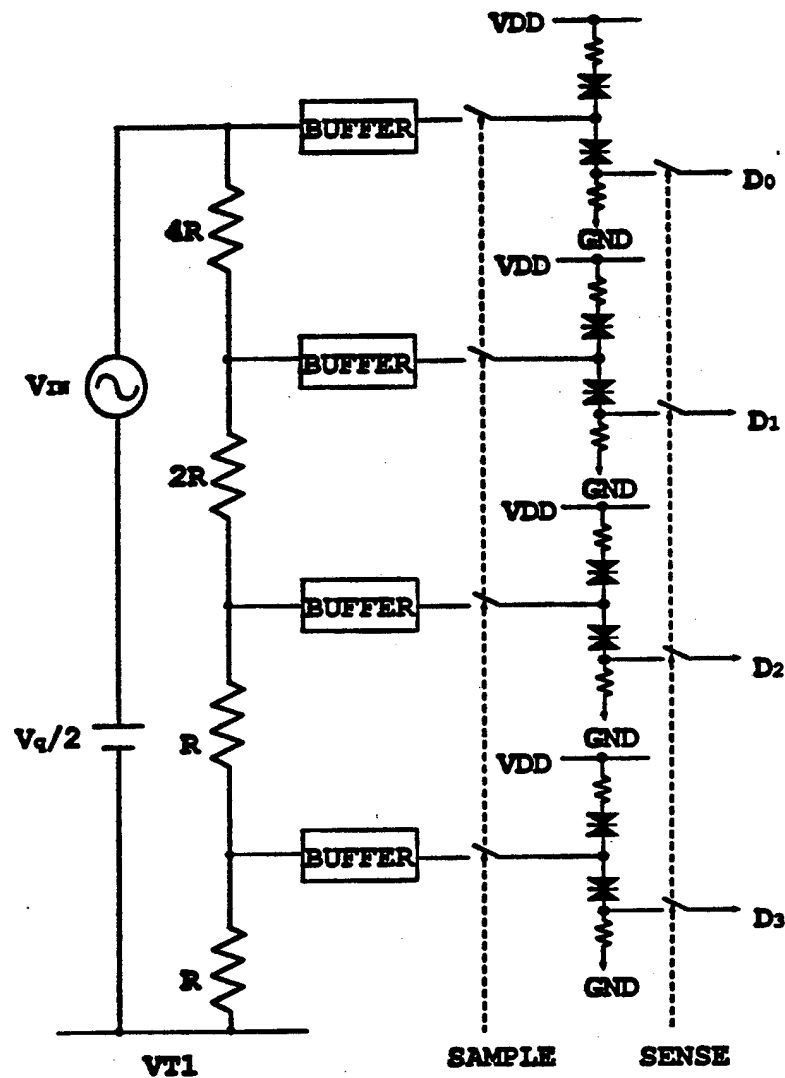 VDD
BUFFER
D0
4R
GND
VDD
BUFFER
VIN
D1
2R
GND
VDD
BUFFER
D2
Vq/2
R
GND
VDD
BUFFER
D3
R
GND
VT1
SAMPLE
SENSE